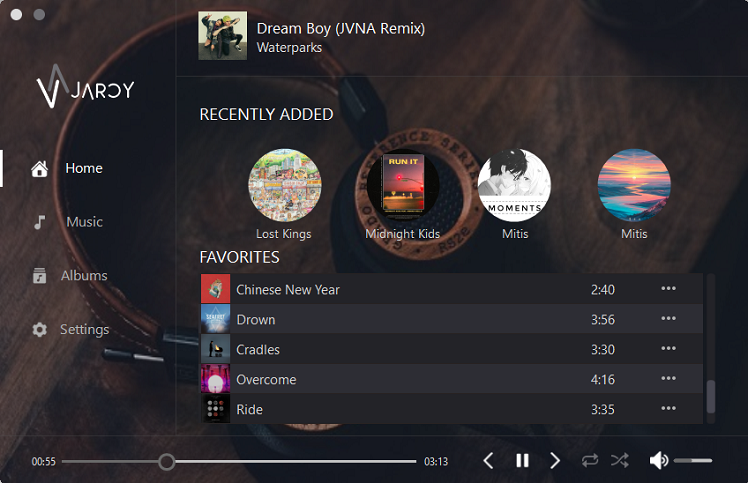 Dream Boy (JVNA Remix)
Waterparks
JARCY
Home
Music
Albums
Settings
RECENTLY ADDED
RUN IT
MOMENTS
Lost Kings
Midnight Kids
Mitis
Mitis
FAVORITES
Chinese New Year 2:40
Drown 3:56
Cradles 3:30
Overcome 4:16
Ride 3:35
00:55
03:13